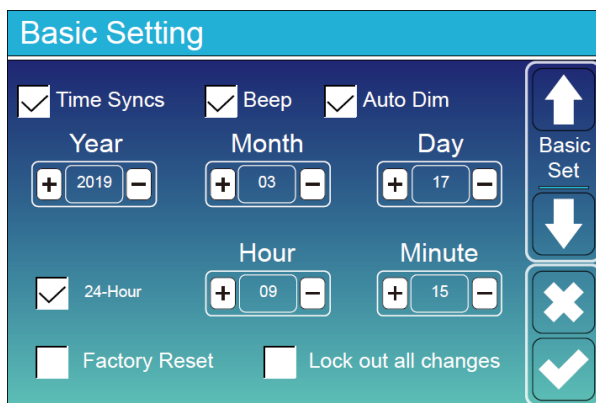 Basic Setting
Time Syncs Beep Auto Dim
Year Month Day
+ 2019 − + 03 − + 17 −
Basic
Set
Hour Minute
24-Hour + 09 − + 15 −
Factory Reset Lock out all changes